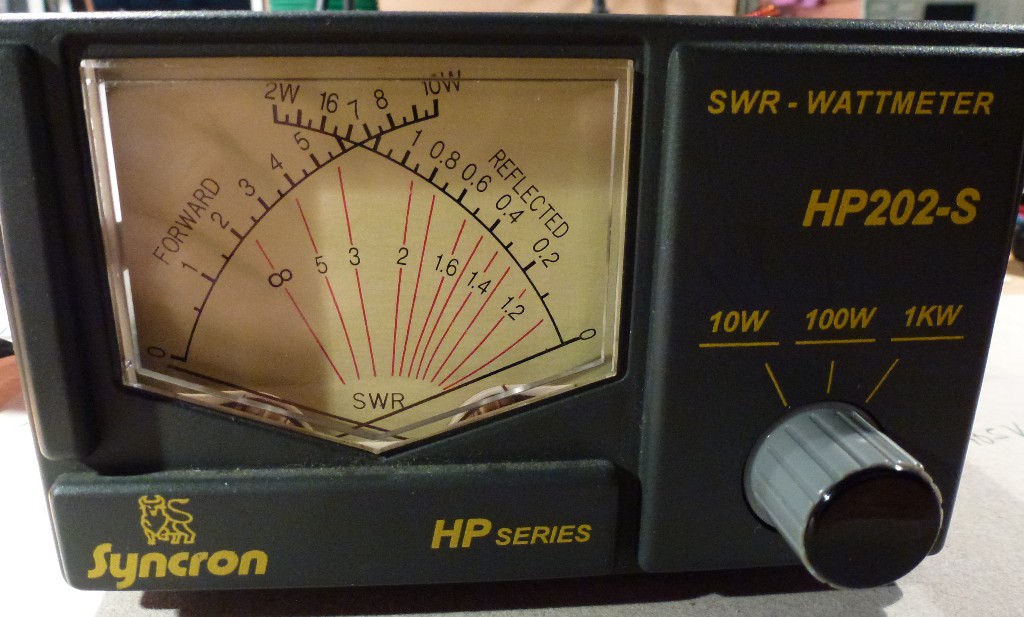 2W 16 7 8 10W
FORWARD
0 1 2 3 4 5
REFLECTED
1 0.8 0.6 0.4 0.2 0
∞ 5 3 2 1.6 1.4 1.2
SWR
SWR - WATTMETER
HP202-S
10W 100W 1KW
Syncron
HP SERIES